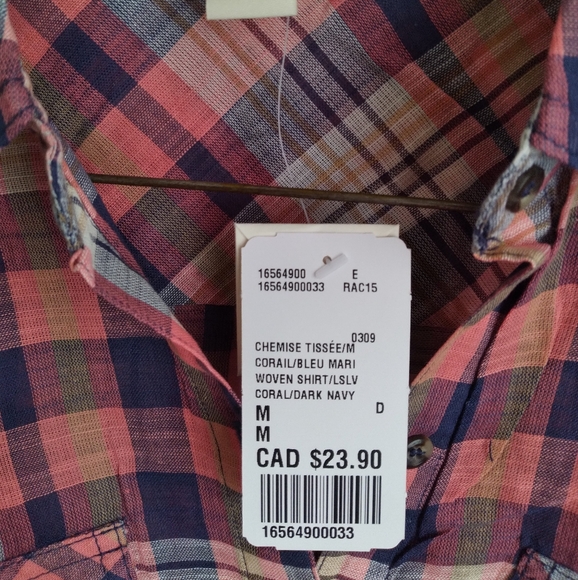 16564900 E
16564900033 RAC15
0309
CHEMISE TISSÉE/M
CORAIL/BLEU MARI
WOVEN SHIRT/LSLV
CORAL/DARK NAVY
M D
M
CAD $23.90
16564900033